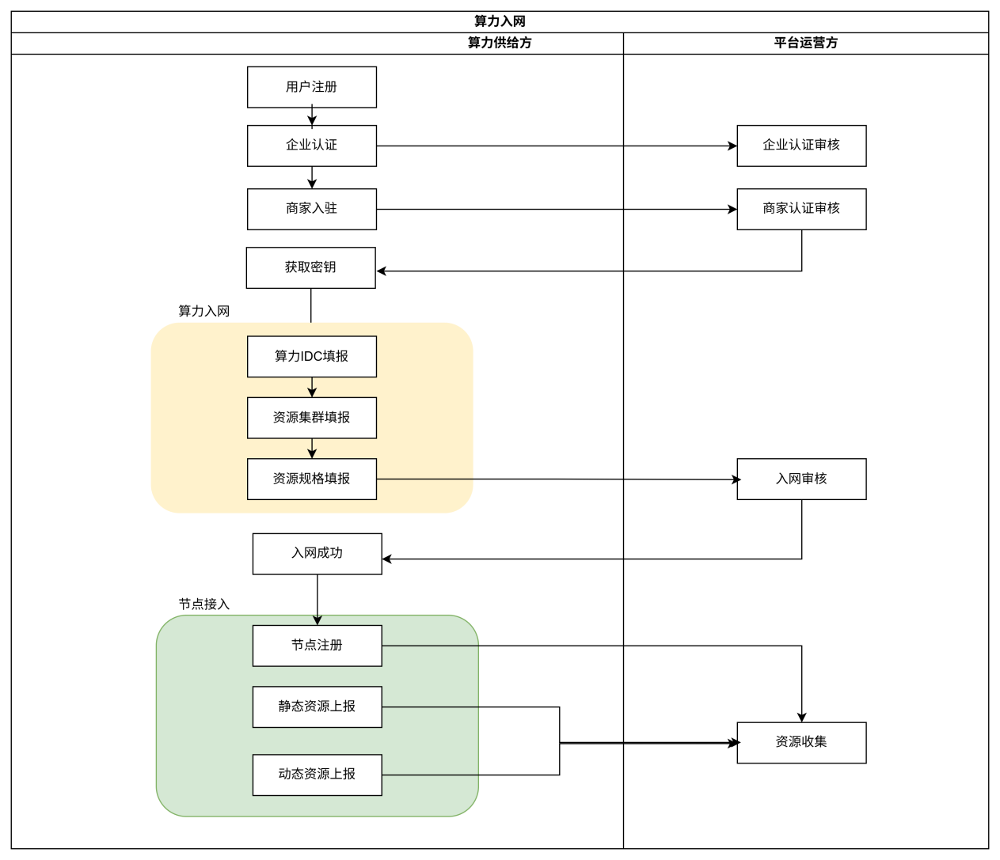 算力入网
算力供给方
平台运营方
用户注册
企业认证
企业认证审核
商家入驻
商家认证审核
获取密钥
算力入网
算力IDC填报
资源集群填报
资源规格填报
入网审核
入网成功
节点接入
节点注册
静态资源上报
资源收集
动态资源上报